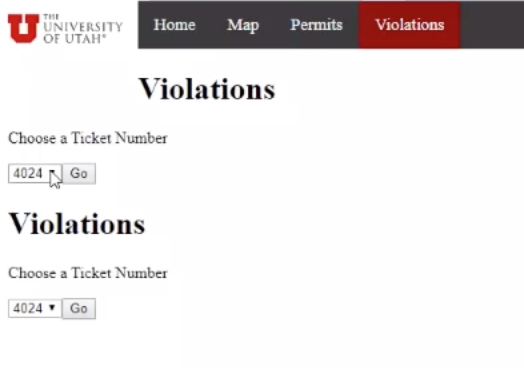 THE
UNIVERSITY
OF UTAH®
Home Map Permits Violations
Violations
Choose a Ticket Number
4024 Go
Violations
Choose a Ticket Number
4024 Go